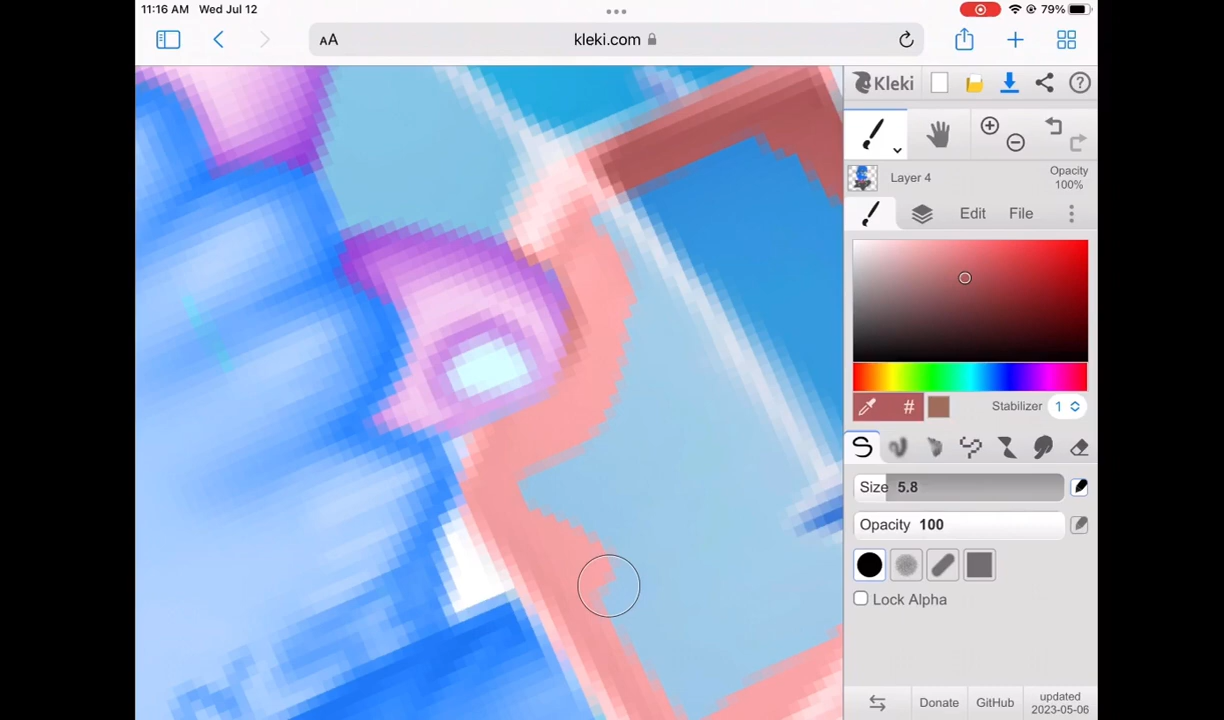 11:16 AM Wed Jul 12
79%
AA
kleki.com
Kleki
?
Layer 4
Opacity
100%
Edit
File
#
Stabilizer
1
Size 5.8
Opacity 100
Lock Alpha
Donate
GitHub
updated
2023-05-06